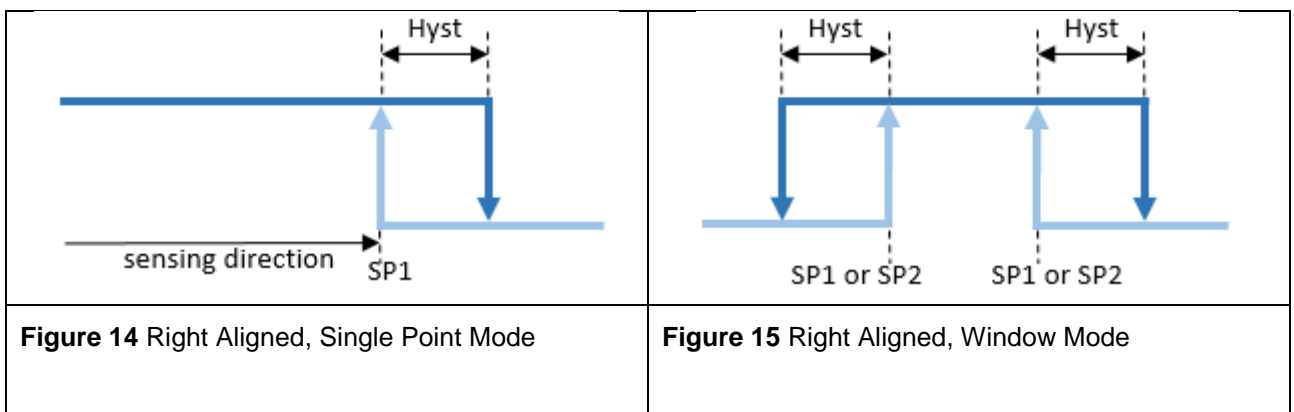 Hyst
sensing direction
SP1
Hyst
Hyst
SP1 or SP2
SP1 or SP2
Figure 14 Right Aligned, Single Point Mode
Figure 15 Right Aligned, Window Mode